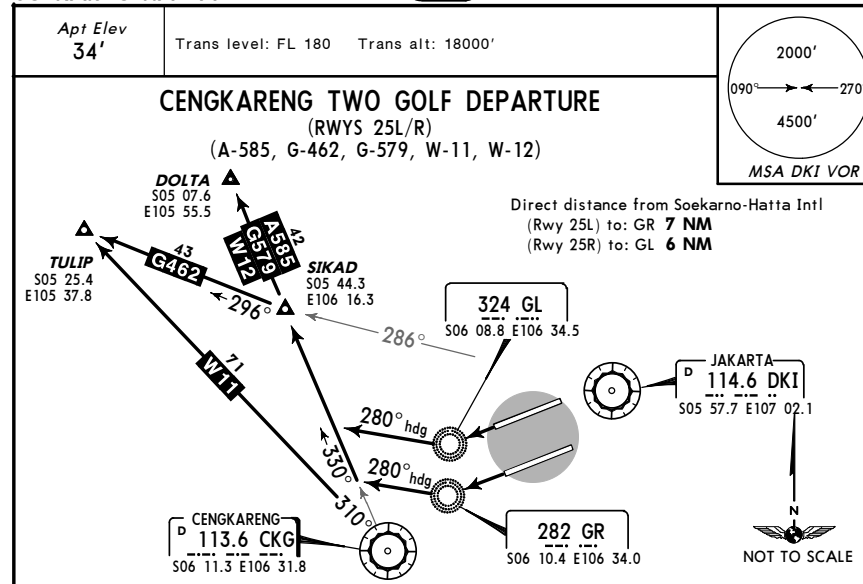 Apt Elev
34'
Trans level: FL 180 Trans alt: 18000'
2000'
090° 270°
4500'
MSA DKI VOR
CENGKARENG TWO GOLF DEPARTURE
(RWYS 25L/R)
(A-585, G-462, G-579, W-11, W-12)
DOLTA
S05 07.6
E105 55.5
Direct distance from Soekarno-Hatta Intl
(Rwy 25L) to: GR 7 NM
(Rwy 25R) to: GL 6 NM
42
A585
G579
W12
TULIP
S05 25.4
E105 37.8
43
G462
296°
SIKAD
S05 44.3
E106 16.3
286°
324 GL
S06 08.8 E106 34.5
JAKARTA
D 114.6 DKI
S05 57.7 E107 02.1
71
W11
280° hdg
280° hdg
330°
310°
CENGKARENG
D 113.6 CKG
S06 11.3 E106 31.8
282 GR
S06 10.4 E106 34.0
N
NOT TO SCALE